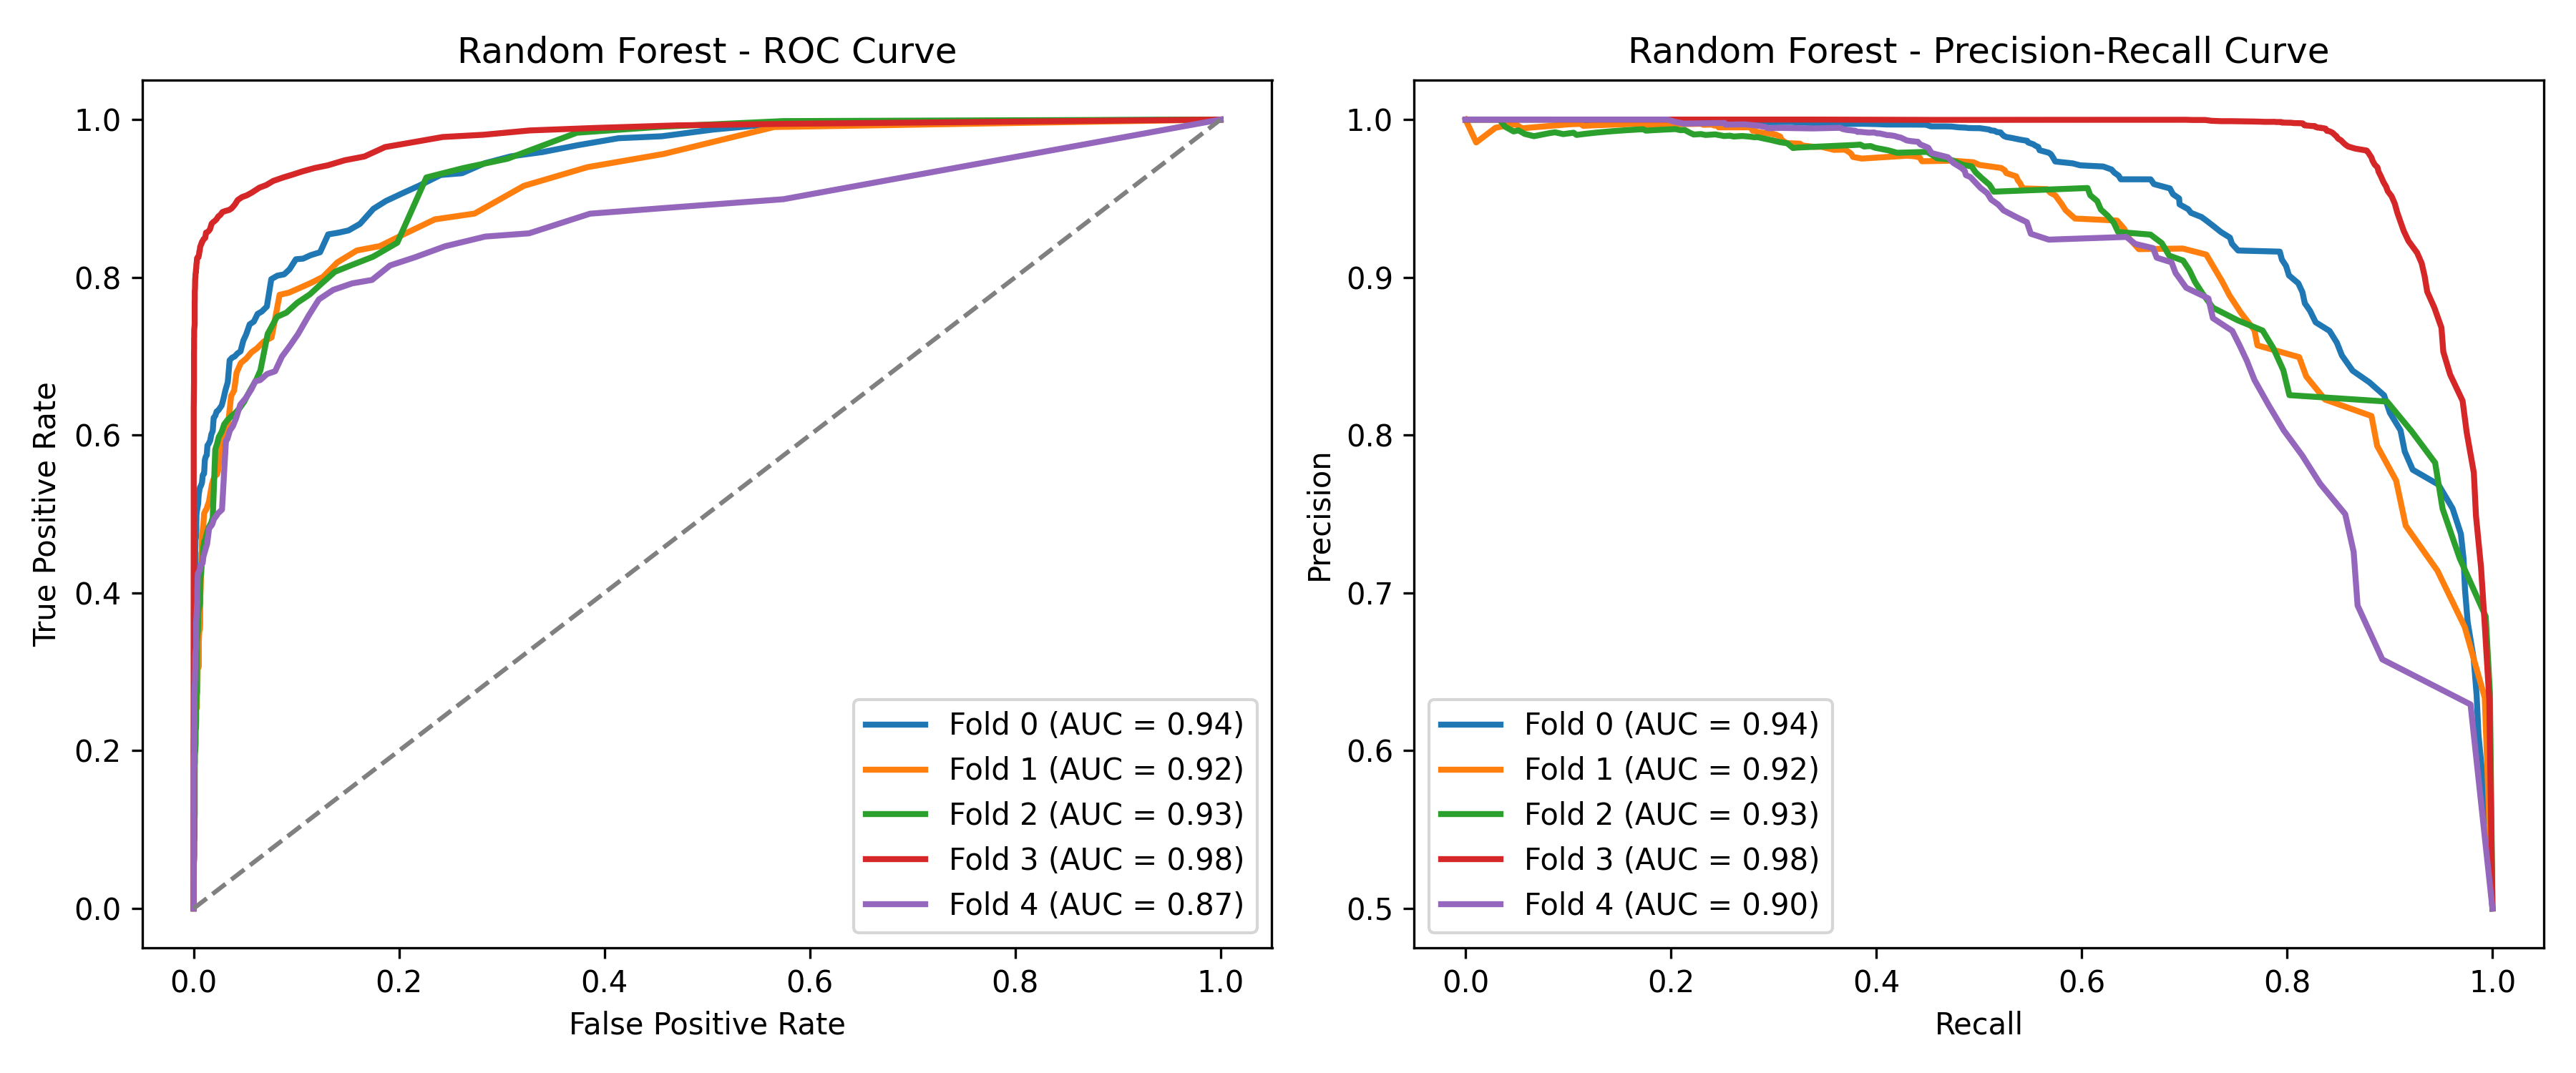 Random Forest - ROC Curve
True Positive Rate
1.0
0.8
0.6
0.4
0.2
0.0
Fold 0 (AUC = 0.94)
Fold 1 (AUC = 0.92)
Fold 2 (AUC = 0.93)
Fold 3 (AUC = 0.98)
Fold 4 (AUC = 0.87)
0.0 0.2 0.4 0.6 0.8 1.0
False Positive Rate
Random Forest - Precision-Recall Curve
Precision
1.0
0.9
0.8
0.7
0.6
0.5
Fold 0 (AUC = 0.94)
Fold 1 (AUC = 0.92)
Fold 2 (AUC = 0.93)
Fold 3 (AUC = 0.98)
Fold 4 (AUC = 0.90)
0.0 0.2 0.4 0.6 0.8 1.0
Recall